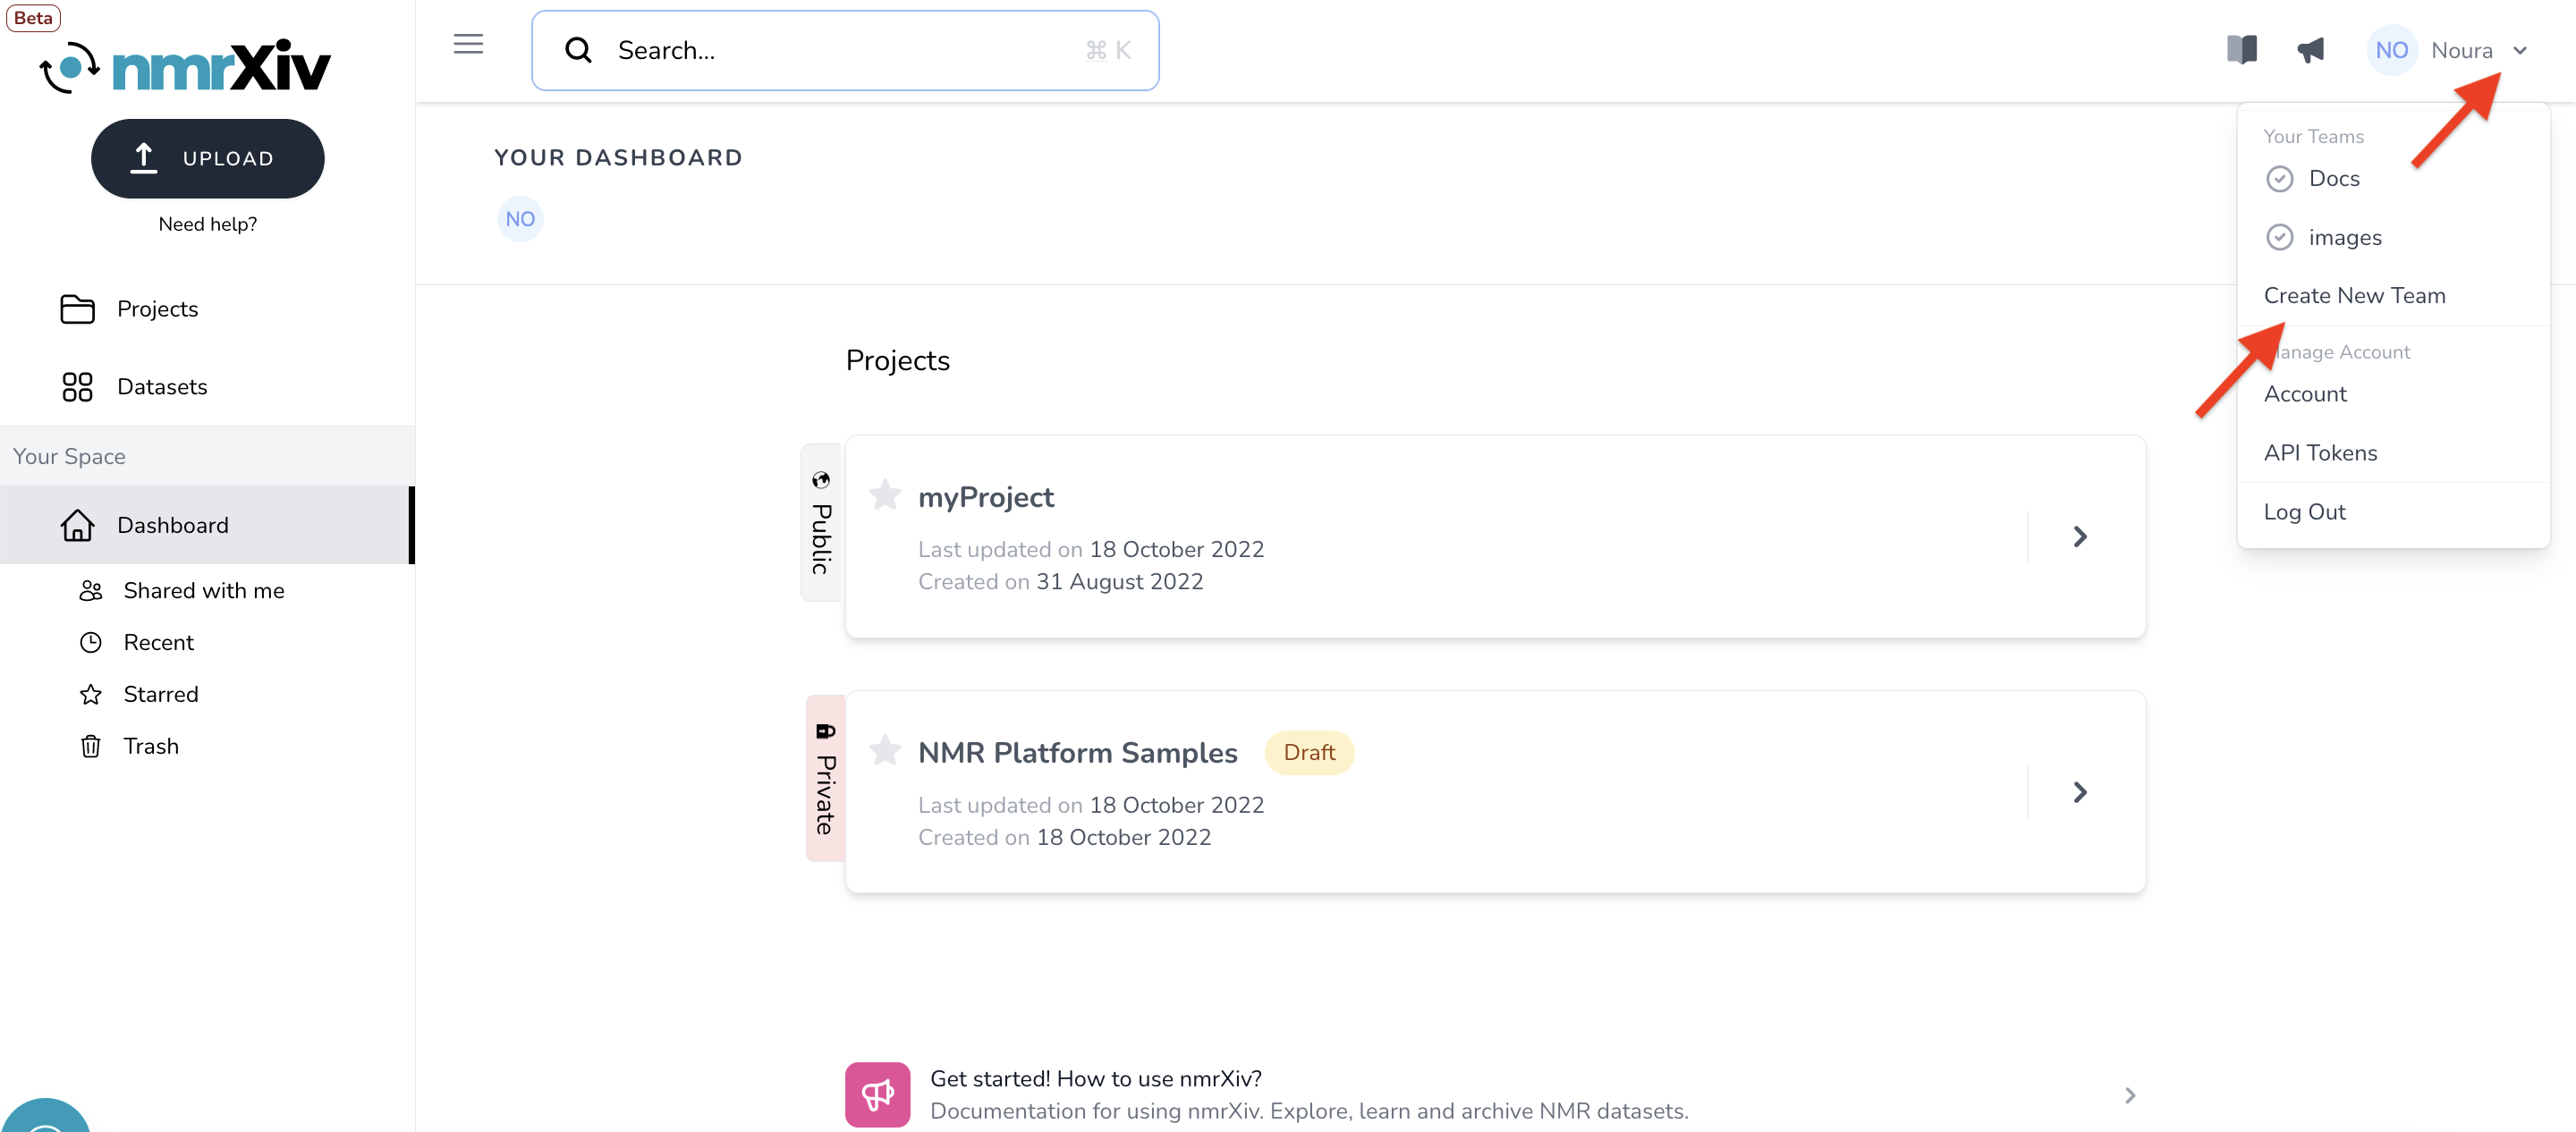 Beta
nmrXiv
UPLOAD
Need help?
Projects
Datasets
Your Space
Dashboard
Shared with me
Recent
Starred
Trash
Search...
⌘ K
NO
Noura
YOUR DASHBOARD
NO
Your Teams
Docs
images
Create New Team
anage Account
Account
API Tokens
Log Out
Projects
Public
myProject
Last updated on 18 October 2022
Created on 31 August 2022
Private
NMR Platform Samples
Draft
Last updated on 18 October 2022
Created on 18 October 2022
Get started! How to use nmrXiv?
Documentation for using nmrXiv. Explore, learn and archive NMR datasets.